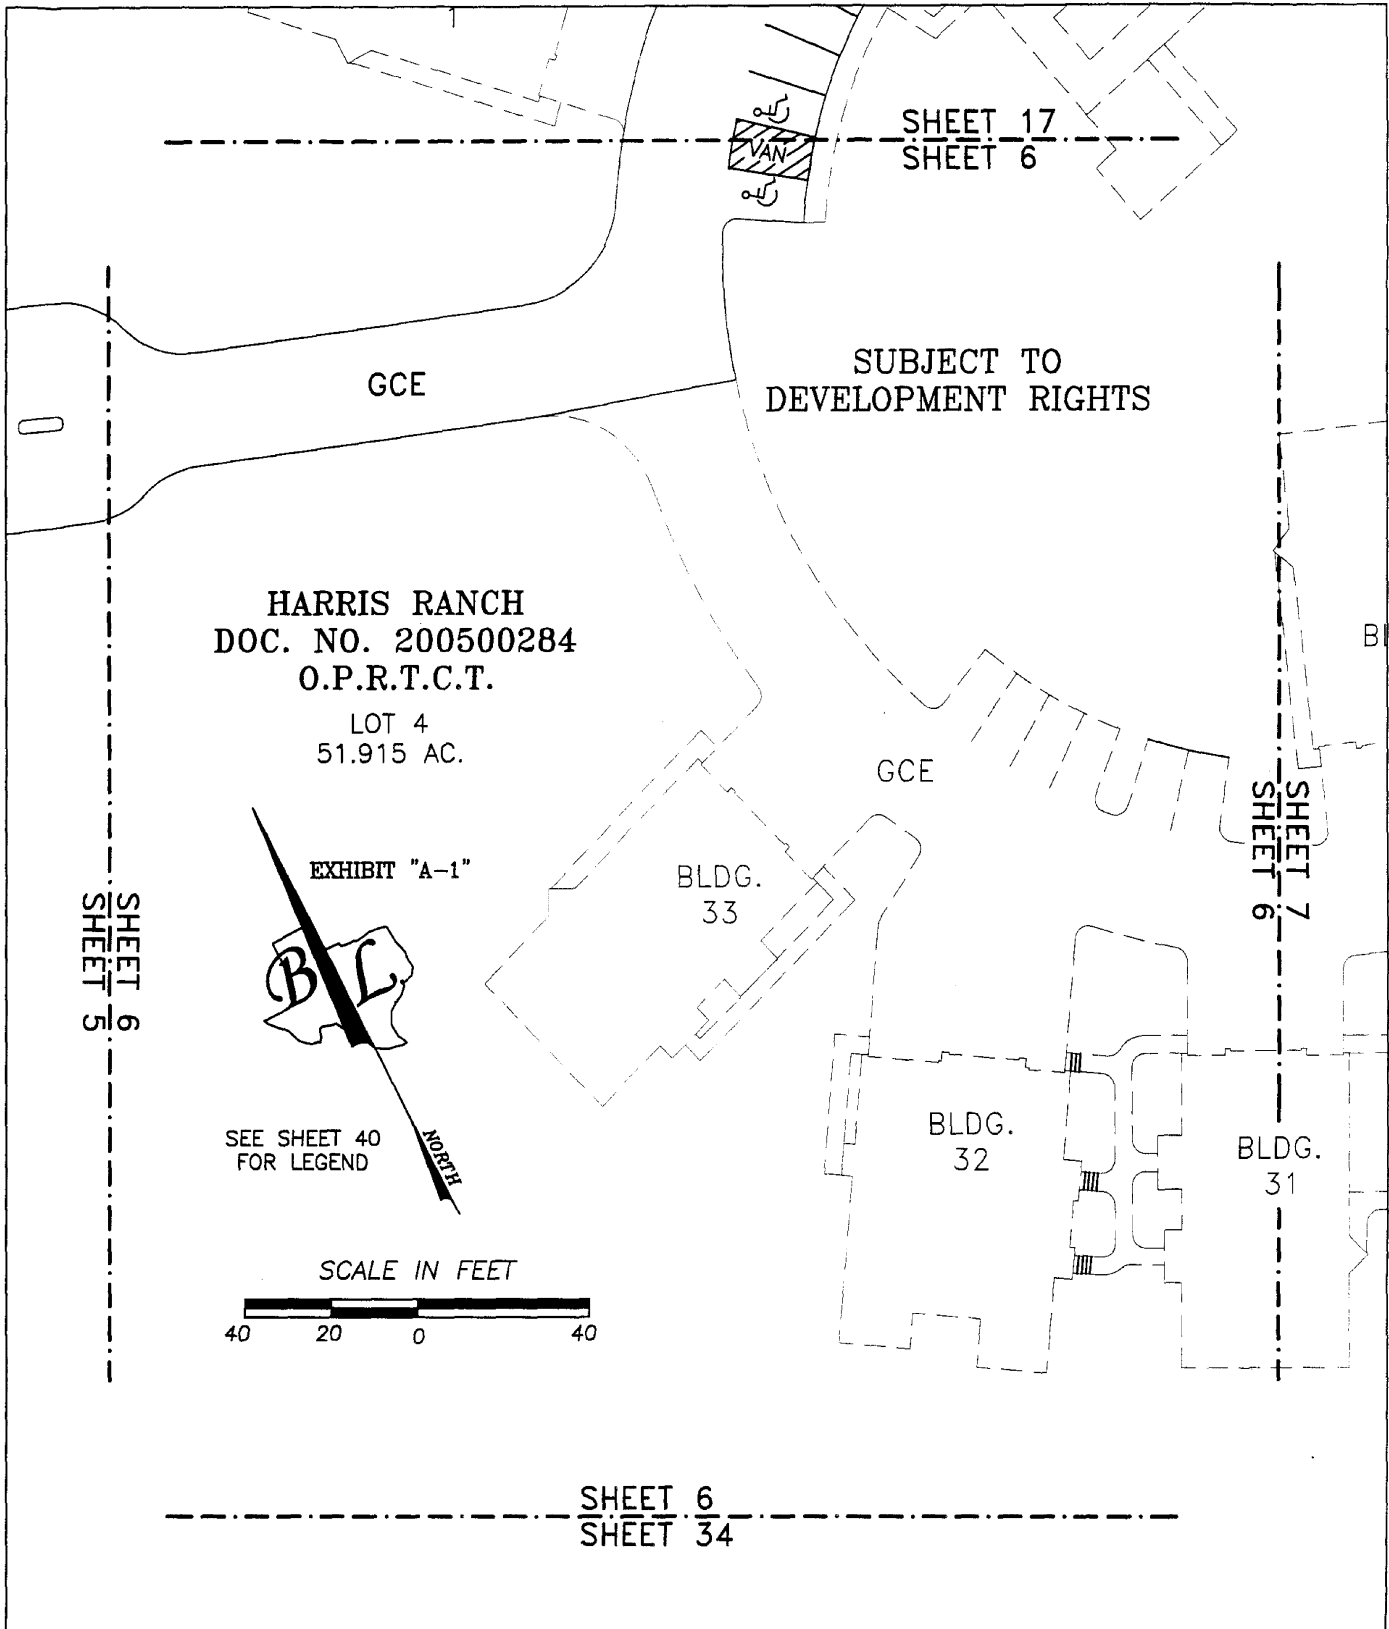 SHEET 17
SHEET 6
VAN
GCE
SUBJECT TO
DEVELOPMENT RIGHTS
HARRIS RANCH
DOC. NO. 200500284
O.P.R.T.C.T.
LOT 4
51.915 AC.
GCE
SHEET 7
SHEET 6
EXHIBIT "A-1"
BLDG.
33
SHEET 6
SHEET 5
B L
BLDG.
32
BLDG.
31
SEE SHEET 40
FOR LEGEND
NORTH
SCALE IN FEET
40 20 0 40
SHEET 6
SHEET 34